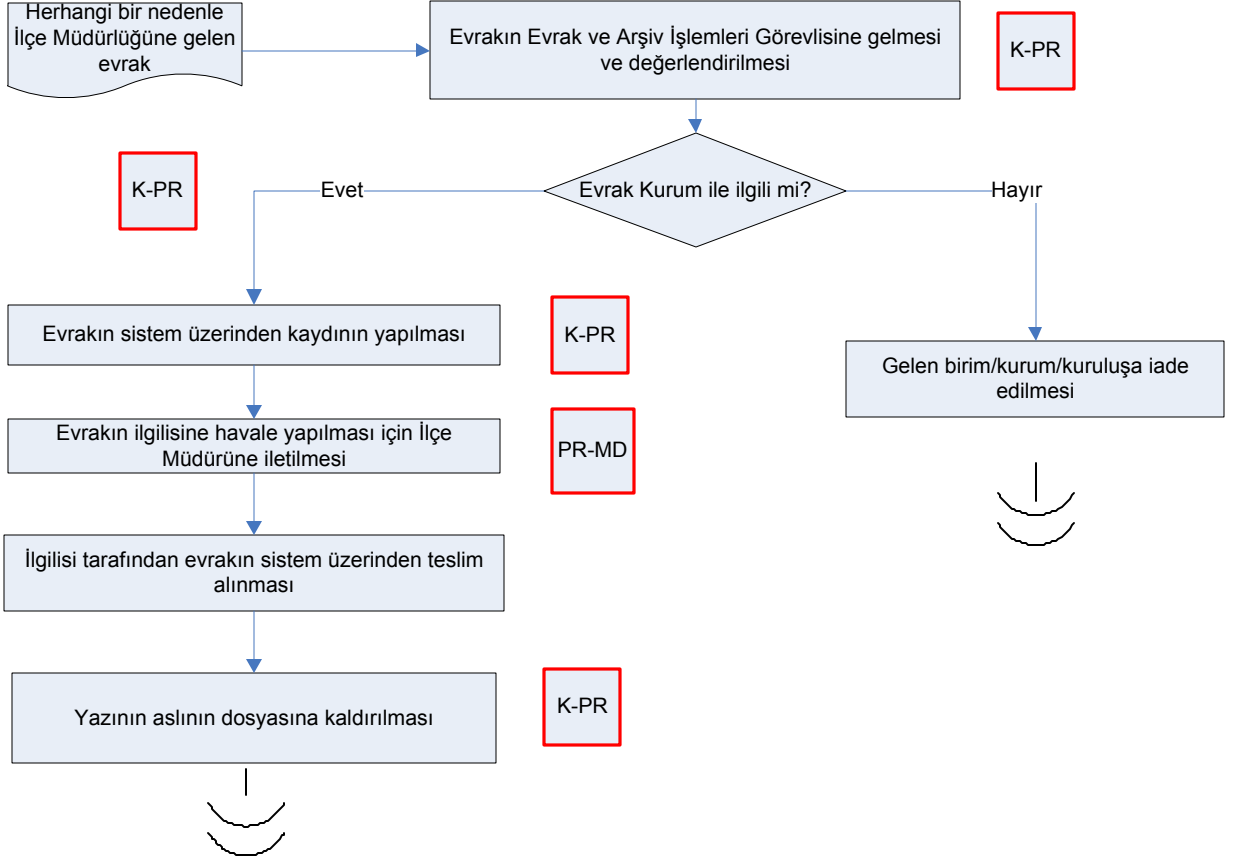 Herhangi bir nedenle
İlçe Müdürlüğüne gelen
evrak
Evrakın Evrak ve Arşiv İşlemleri Görevlisine gelmesi
ve değerlendirilmesi
K-PR
K-PR
Evet
Evrak Kurum ile ilgili mi?
Hayır
Evrakın sistem üzerinden kaydının yapılması
K-PR
Gelen birim/kurum/kuruluşa iade
edilmesi
Evrakın ilgilisine havale yapılması için İlçe
Müdürüne iletilmesi
PR-MD
İlgilisi tarafından evrakın sistem üzerinden teslim
alınması
Yazının aslının dosyasına kaldırılması
K-PR